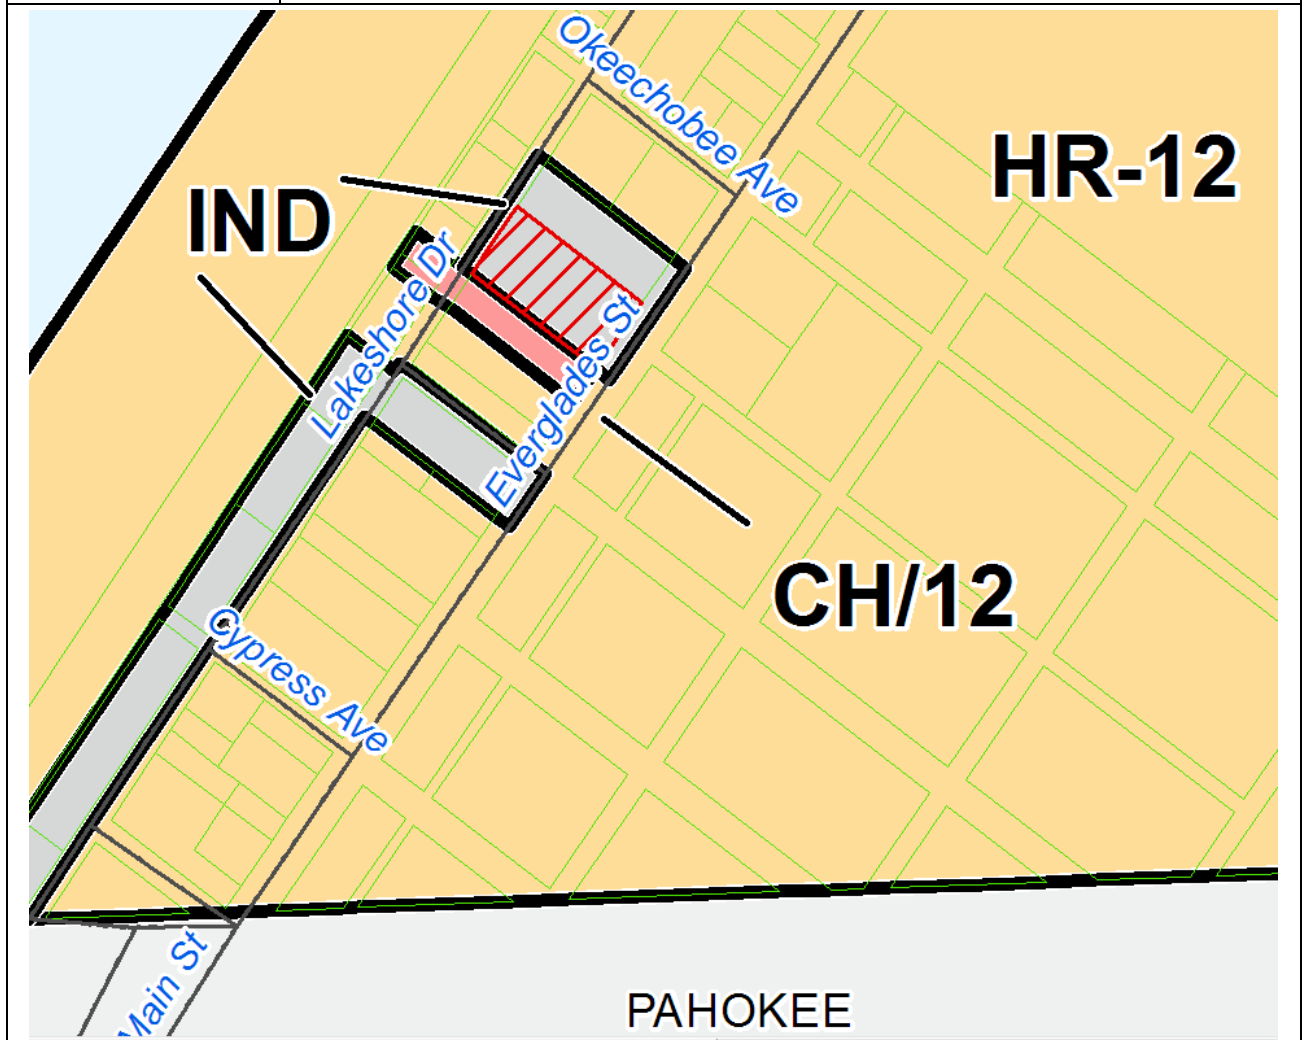 Okeechobee Ave
HR-12
IND
Lakeshore Dr
Everglades St
CH/12
Cypress Ave
Main St
PAHOKEE